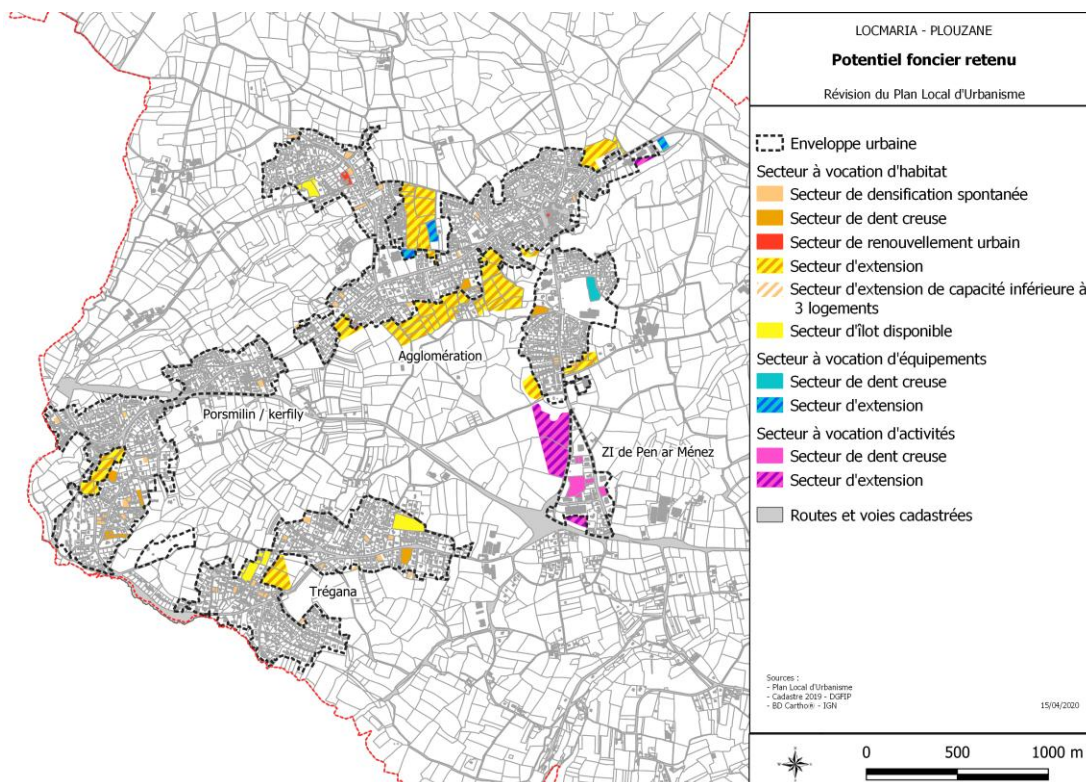 LOCMARIA - PLOUZANE
Potentiel foncier retenu
Révision du Plan Local d'Urbanisme
Enveloppe urbaine
Secteur à vocation d'habitat
Secteur de densification spontanée
Secteur de dent creuse
Secteur de renouvellement urbain
Secteur d'extension
Secteur d'extension de capacité inférieure à
3 logements
Secteur d'îlot disponible
Secteur à vocation d'équipements
Secteur de dent creuse
Secteur d'extension
Secteur à vocation d'activités
Secteur de dent creuse
Secteur d'extension
Routes et voies cadastrées
Agglomération
Porsmilin / kerfily
ZI de Pen ar Ménez
Trégana
Sources :
- Plan Local d'Urbanisme
- Cadastre 2019 - DGFIP
- BD Cartho® - IGN
15/04/2020
0 500 1000 m